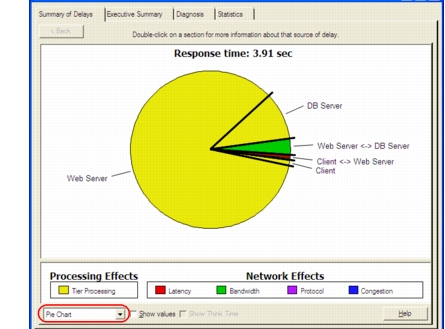 Summary of Delays
Executive Summary
Diagnosis
Statistics
< Back
Double-click on a section for more information about that source of delay.
Response time: 3.91 sec
DB Server
Web Server <-> DB Server
Client <-> Web Server
Client
Web Server
Processing Effects
Network Effects
Tier Processing
Latency
Bandwidth
Protocol
Congestion
Pie Chart
Show values
Show Think Time
Help